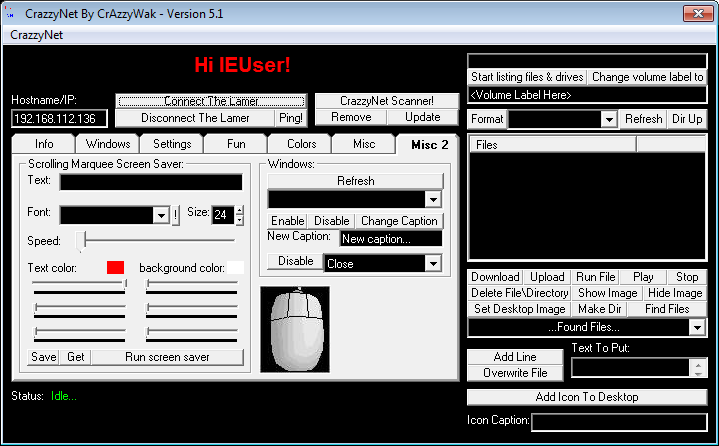 CrazzyNet By CrAzzyWak - Version 5.1
CrazzyNet
Hi IEUser!
Hostname/IP:
192.168.112.136
Connect The Lamer
Disconnect The Lamer Ping!
CrazzyNet Scanner!
Remove Update
Info Windows Settings Fun Colors Misc Misc 2
Scrolling Marquee Screen Saver:
Text:
Font: ! Size: 24
Speed:
Text color: background color:
Save Get Run screen saver
Windows:
Refresh
Enable Disable Change Caption
New Caption: New caption...
Disable Close
Status: Idle...
Start listing files & drives Change volume label to
<Volume Label Here>
Format Refresh Dir Up
Files
Download Upload Run File Play Stop
Delete File\Directory Show Image Hide Image
Set Desktop Image Make Dir Find Files
...Found Files...
Add Line Text To Put:
Overwrite File
Add Icon To Desktop
Icon Caption: